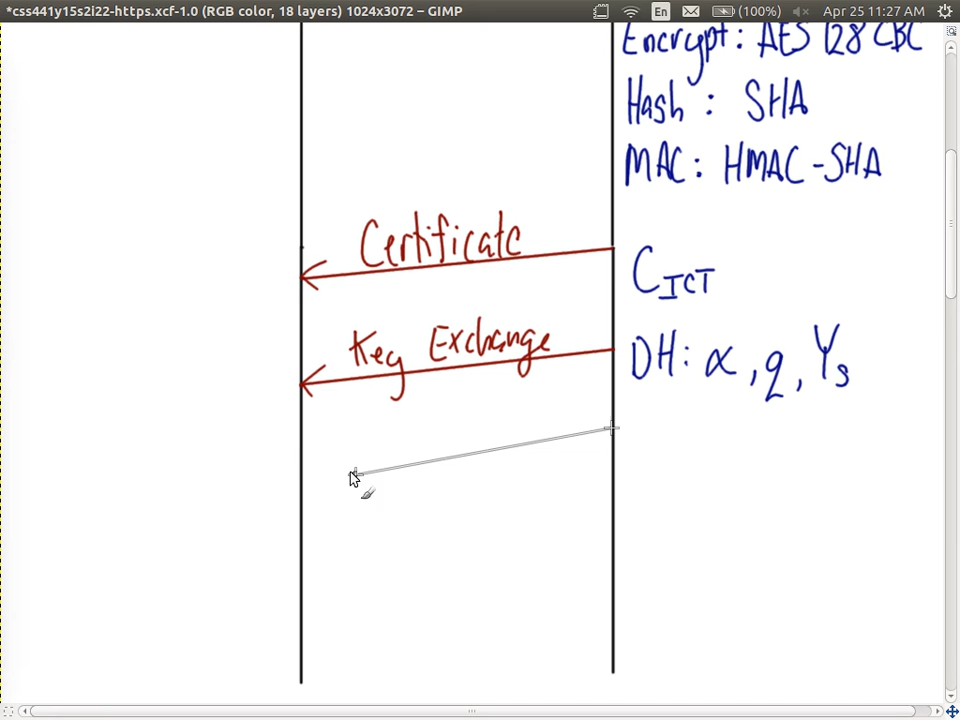 *css441y15s2i22-https.xcf-1.0 (RGB color, 18 layers) 1024x3072 – GIMP
En (100%) Apr 25 11:27 AM
Encrypt: AES 128 CBC
Hash: SHA
MAC: HMAC-SHA
Certificate
C_ICT
Key Exchange
DH: α, q, Y_s